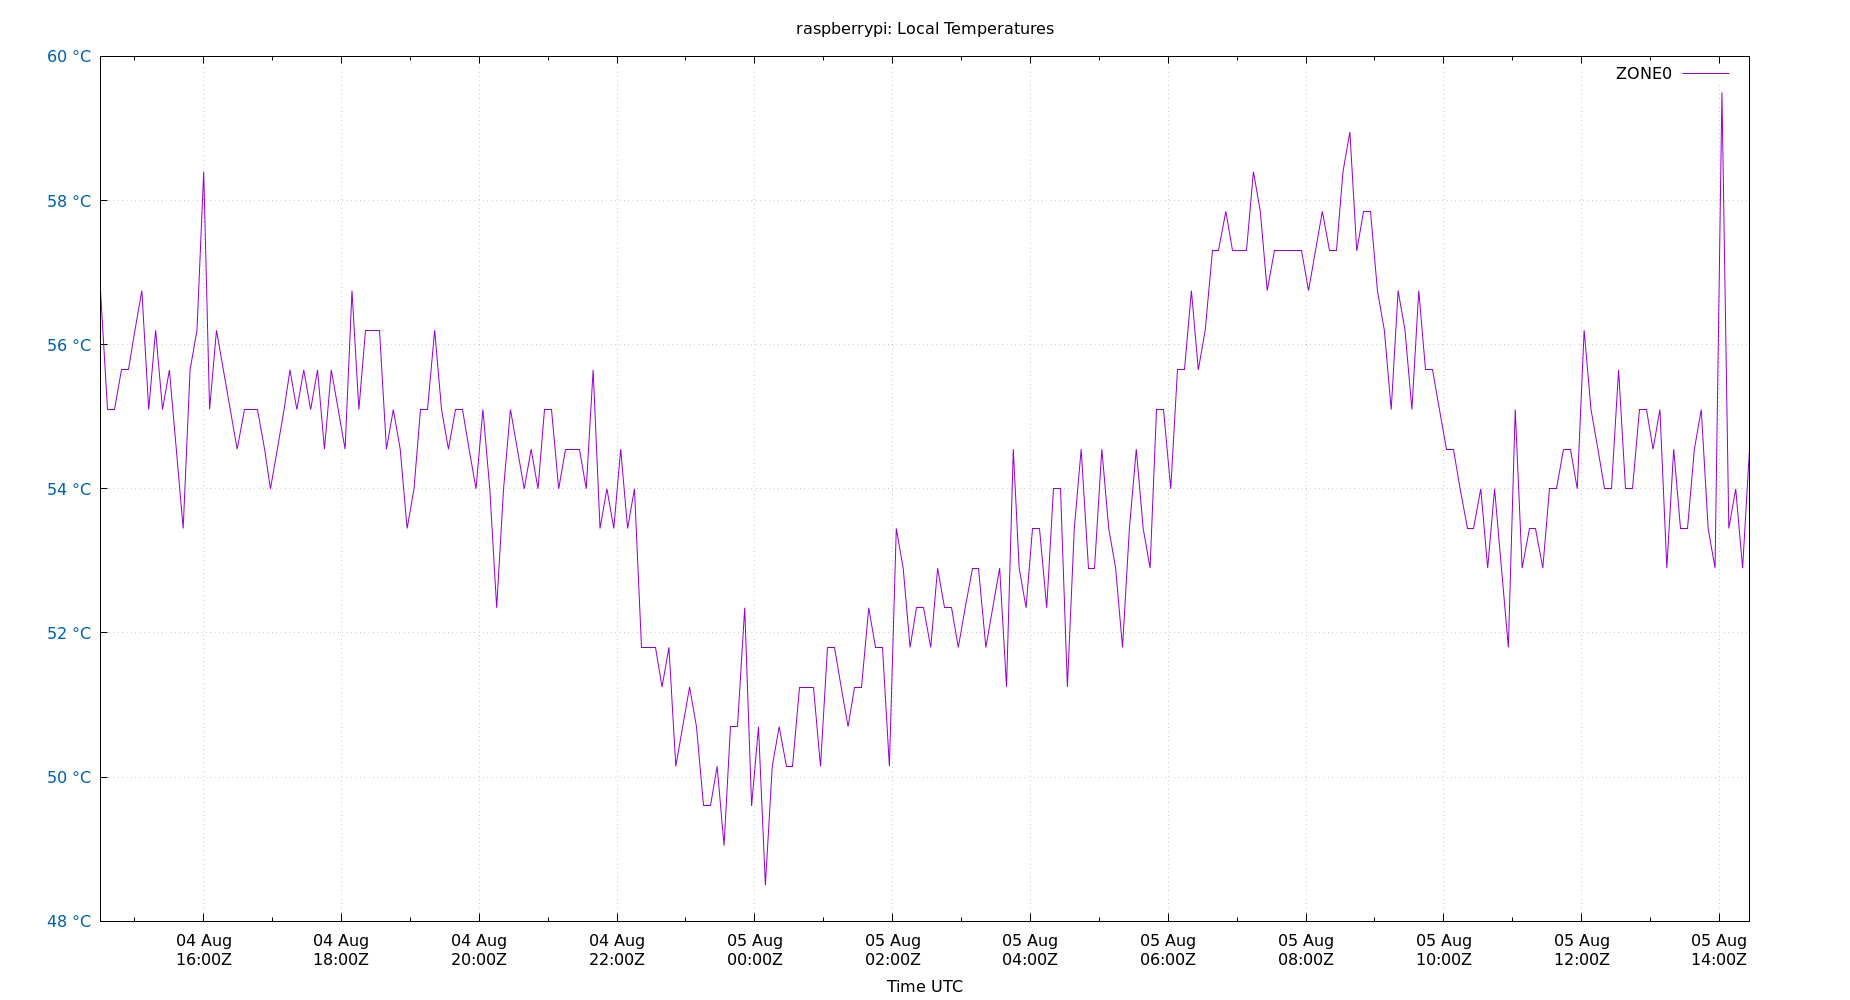 raspberrypi: Local Temperatures
60 °C
58 °C
56 °C
54 °C
52 °C
50 °C
48 °C
ZONE0
04 Aug 04 Aug 04 Aug 04 Aug 05 Aug 05 Aug 05 Aug 05 Aug 05 Aug 05 Aug 05 Aug 05 Aug
16:00Z 18:00Z 20:00Z 22:00Z 00:00Z 02:00Z 04:00Z 06:00Z 08:00Z 10:00Z 12:00Z 14:00Z
Time UTC